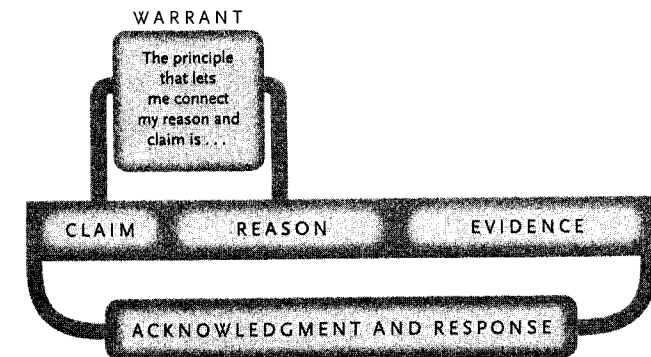 WARRANT
The principle
that lets
me connect
my reason and
claim is . . .
CLAIM REASON EVIDENCE
ACKNOWLEDGMENT AND RESPONSE